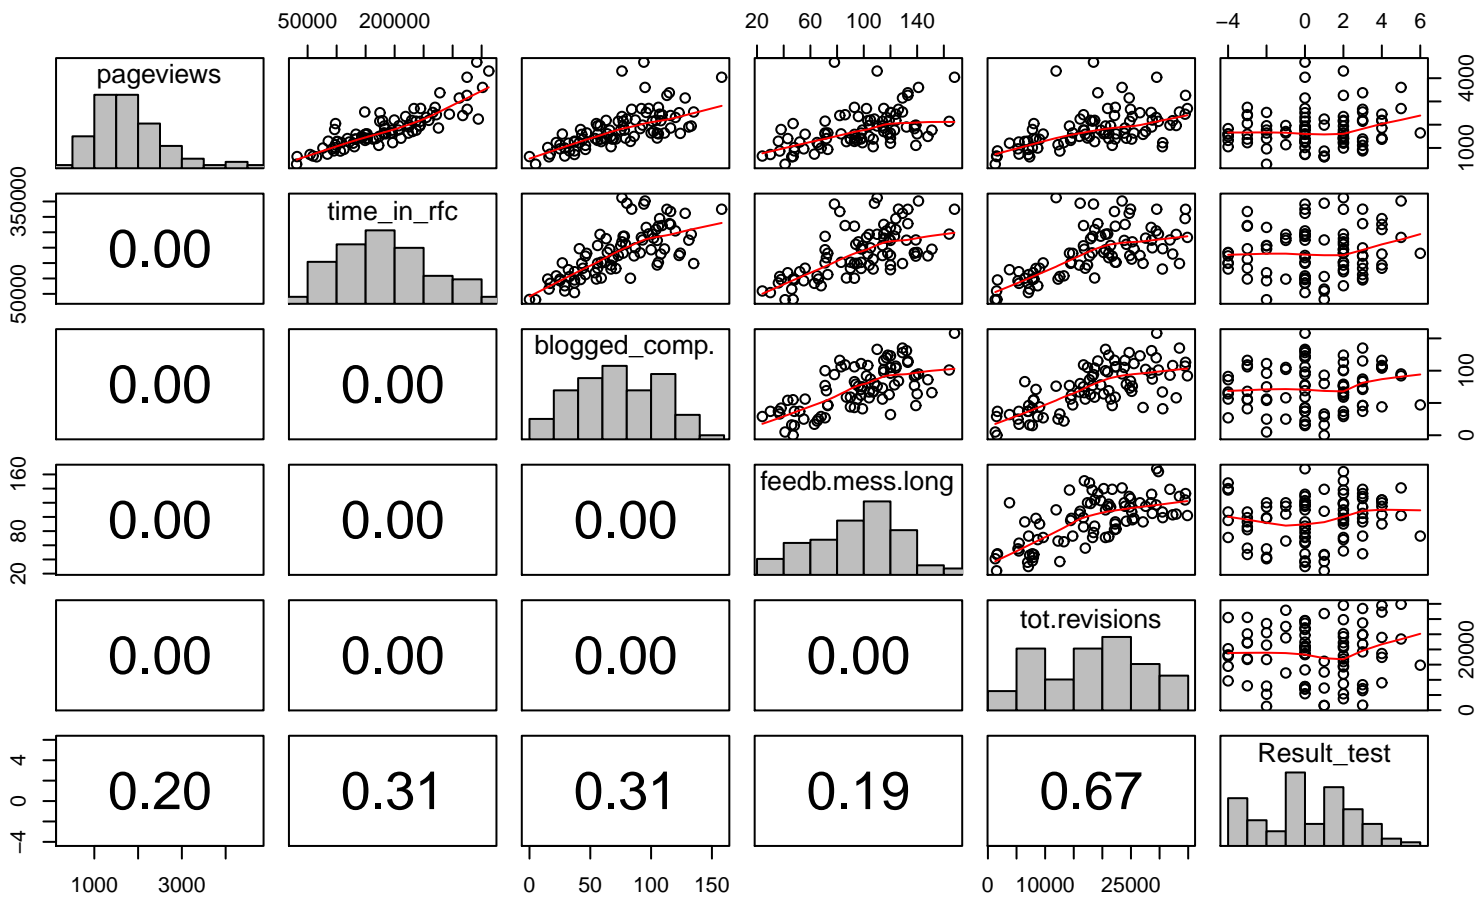 50000 200000 20 60 100 140 −4 0 2 4 6
pageviews
1000 4000
50000 350000
0.00
time_in_rfc
0.00 0.00
blogged_comp.
0 100
20 80 160
0.00 0.00 0.00
feedb.mess.long
0.00 0.00 0.00 0.00
tot.revisions
0 20000
−4 0 4
0.20 0.31 0.31 0.19 0.67
Result_test
1000 3000 0 50 100 150 0 10000 25000